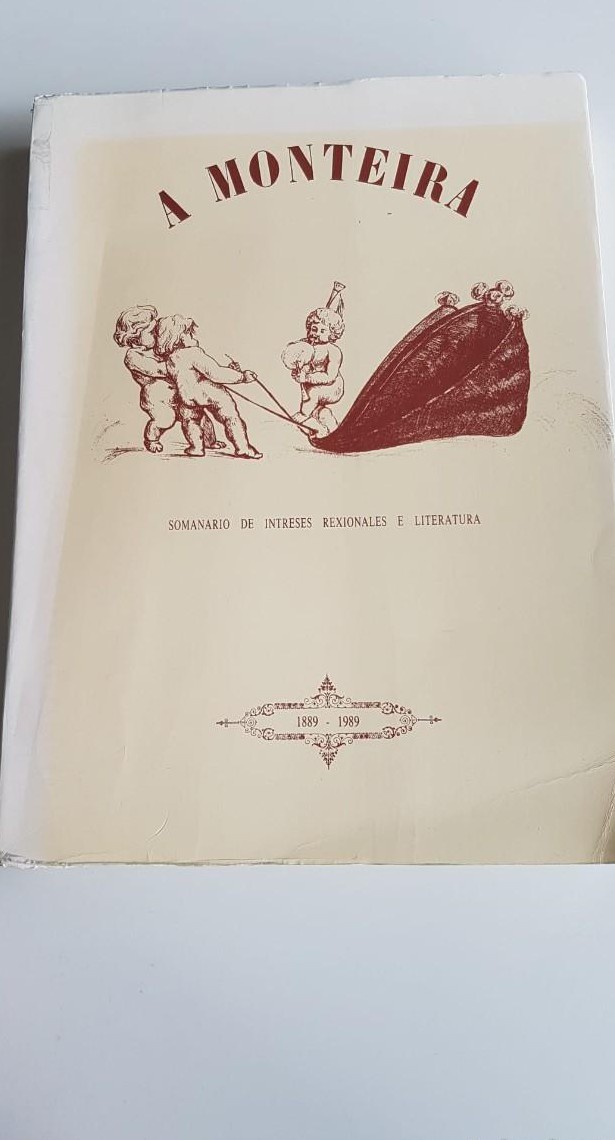 A MONTEIRA
SOMANARIO DE INTRESES REXIONALES E LITERATURA
1889 - 1989